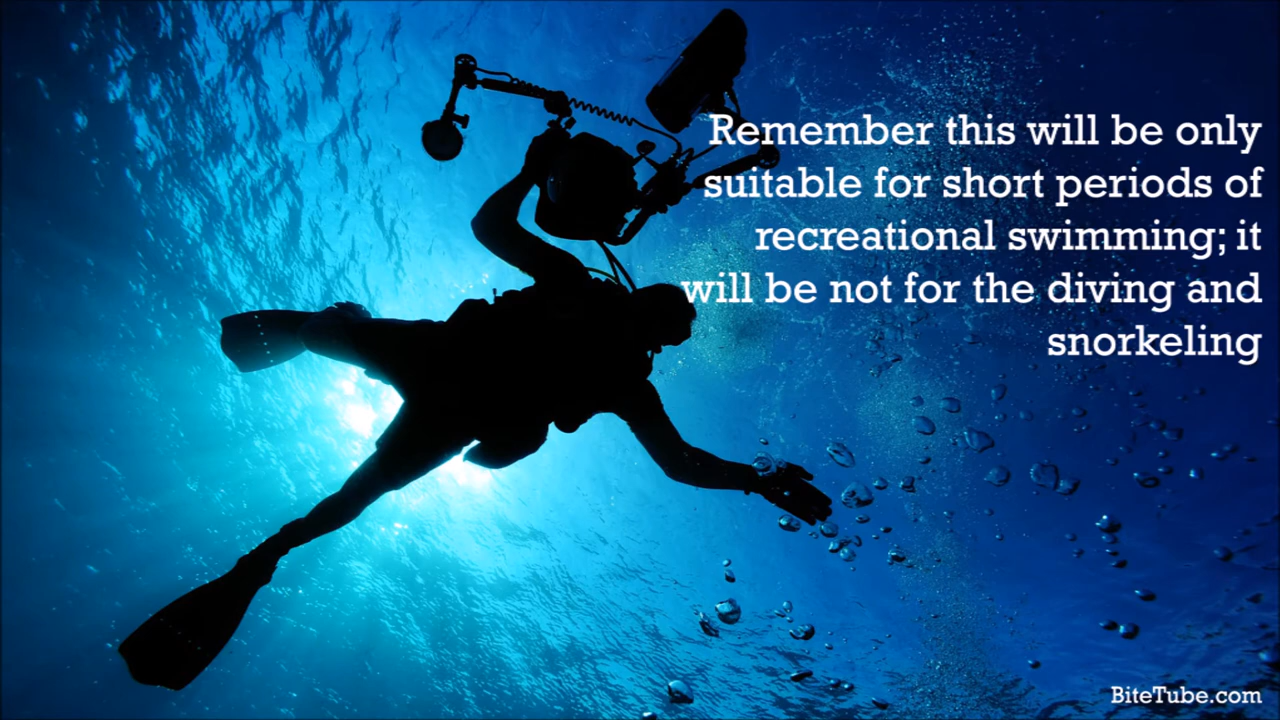 Remember this will be only
suitable for short periods of
recreational swimming; it
will be not for the diving and
snorkeling
BiteTube.com